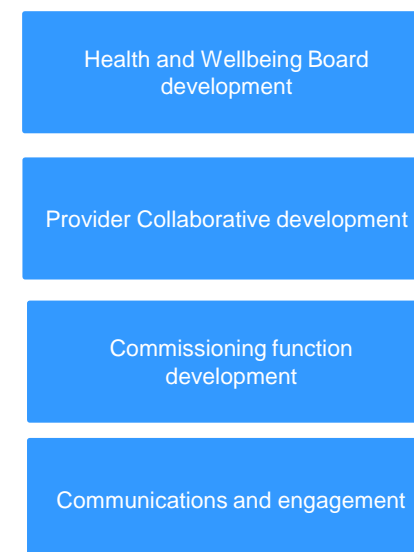 Health and Wellbeing Board
development
Provider Collaborative development
Commissioning function
development
Communications and engagement